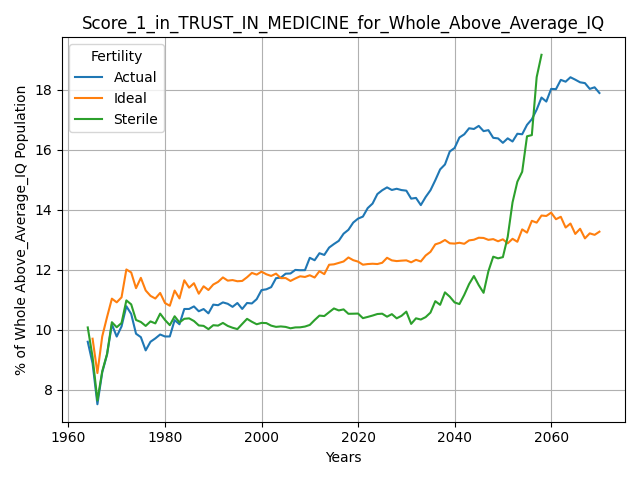 Score_1_in_TRUST_IN_MEDICINE_for_Whole_Above_Average_IQ
% of Whole Above_Average_IQ Population
Fertility
Actual
Ideal
Sterile
18
16
14
12
10
8
1960 1980 2000 2020 2040 2060
Years